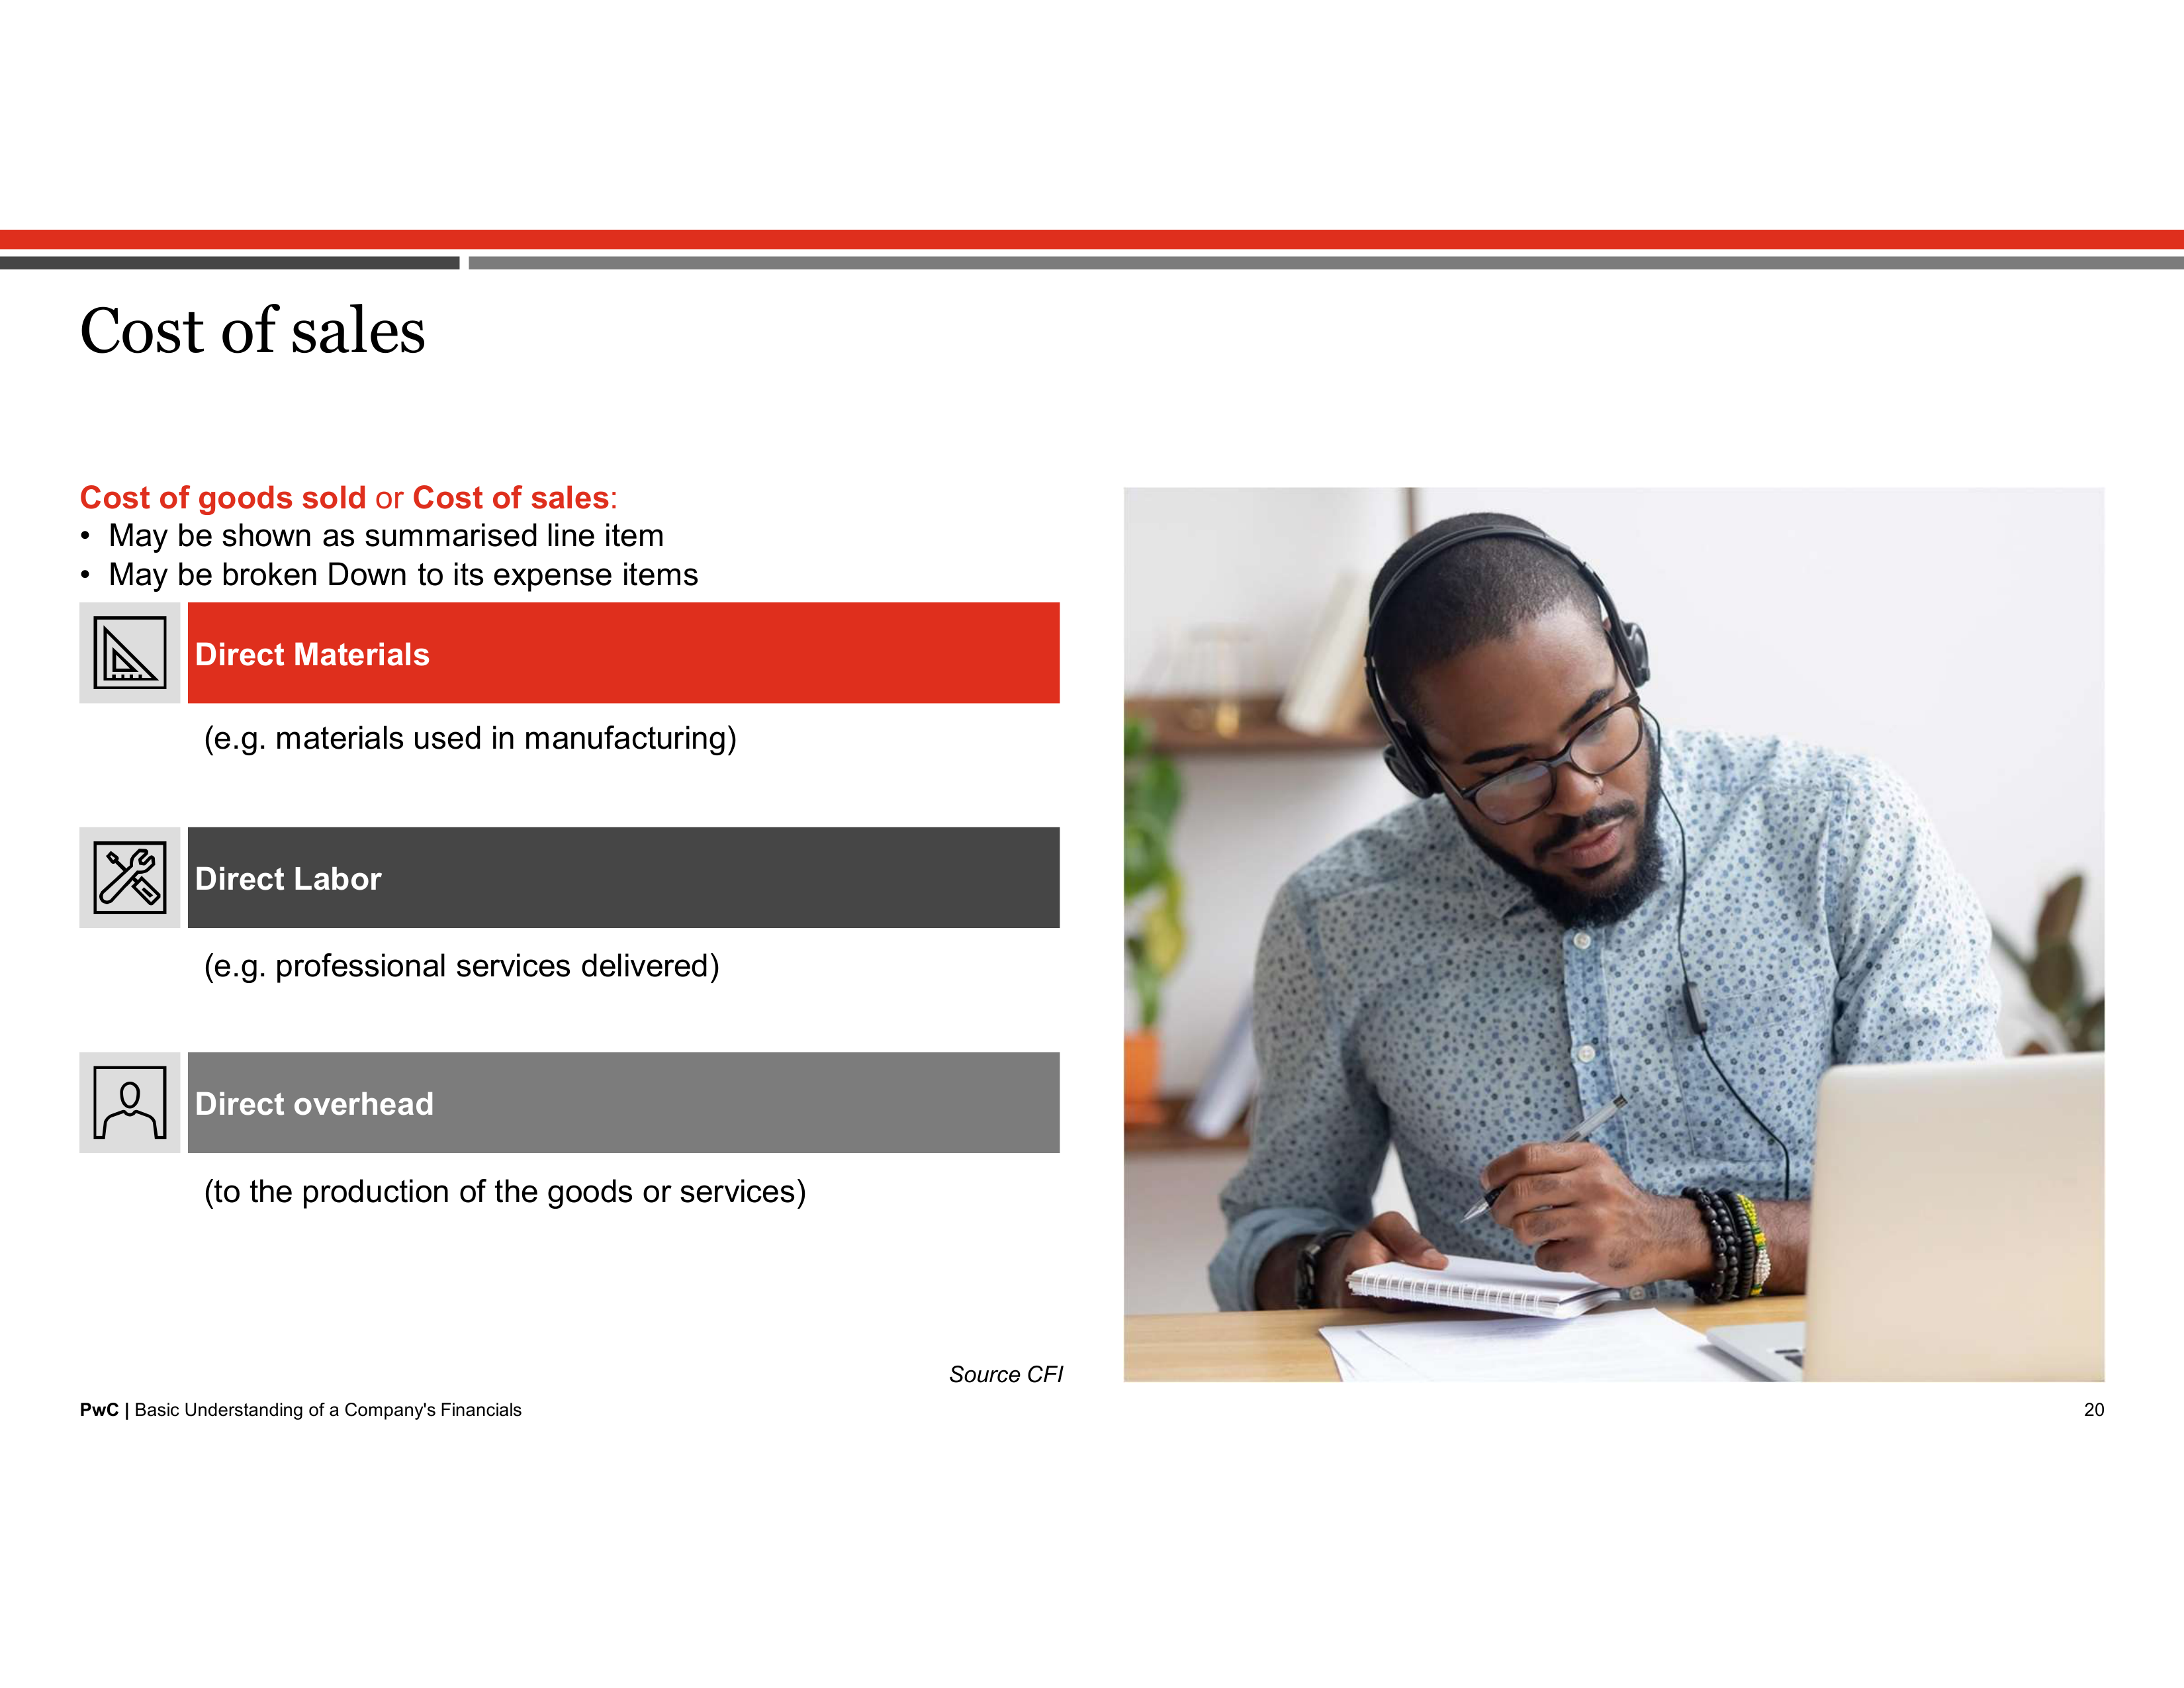 Cost of sales
Cost of goods sold or Cost of sales:
• May be shown as summarised line item
• May be broken Down to its expense items
Direct Materials
(e.g. materials used in manufacturing)
Direct Labor
(e.g. professional services delivered)
Direct overhead
(to the production of the goods or services)
Source CFI
PwC | Basic Understanding of a Company's Financials
20